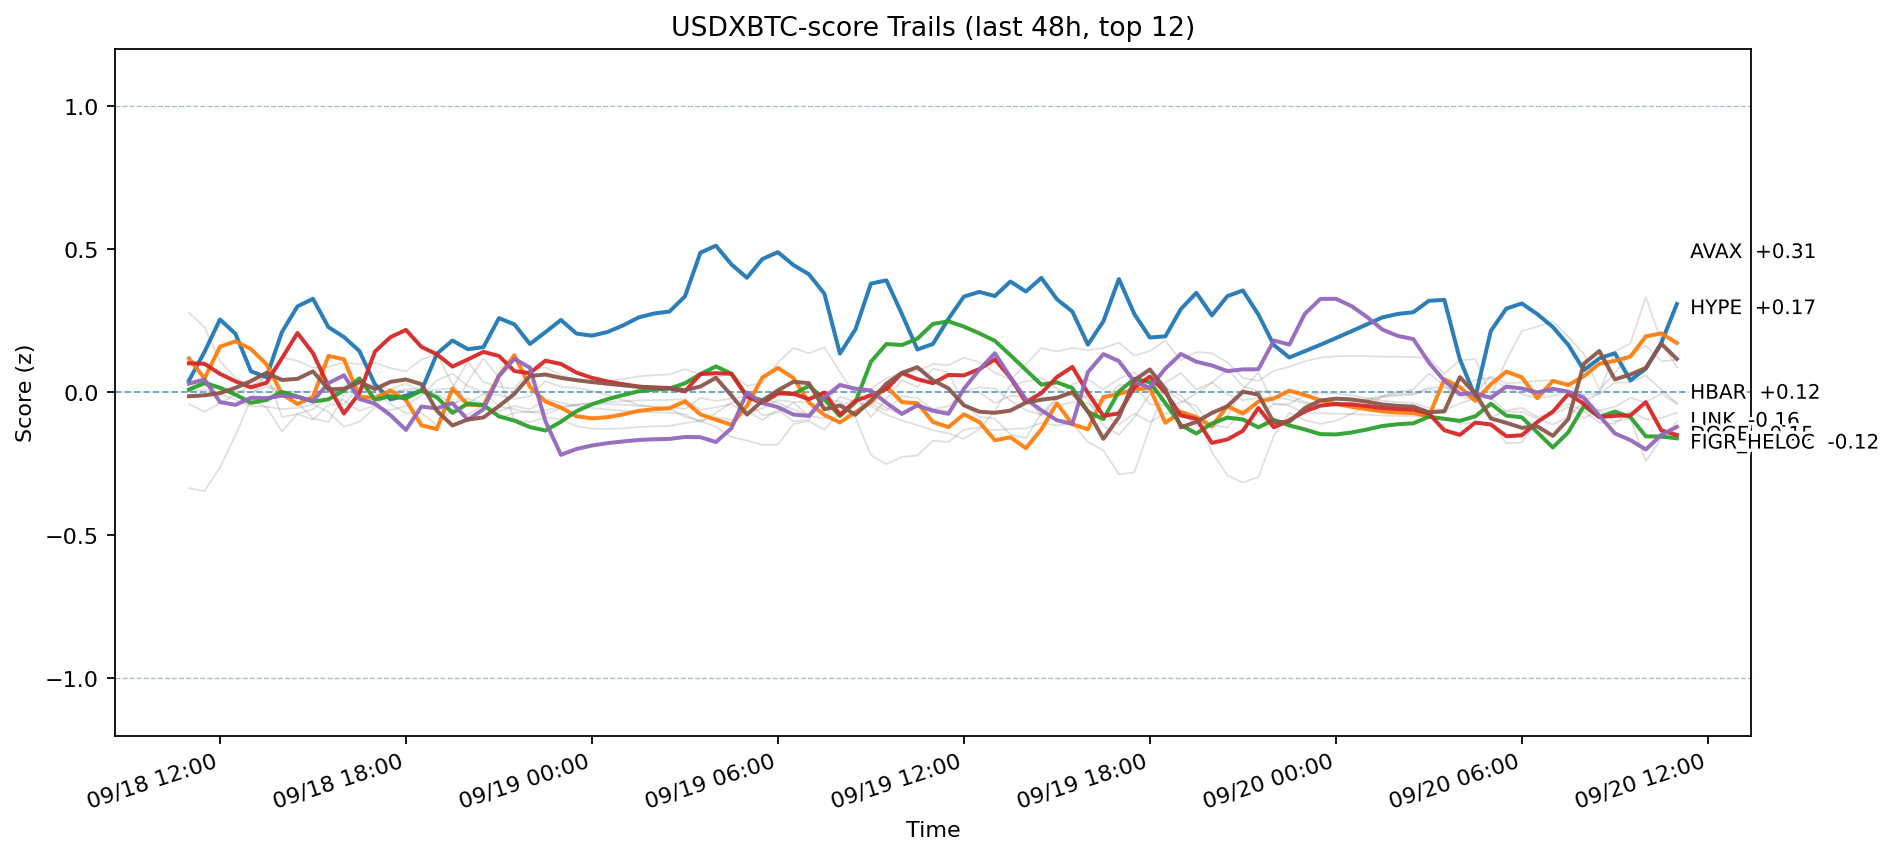 USDXBTC-score Trails (last 48h, top 12)
Score (z)
1.0
0.5
0.0
−0.5
−1.0
AVAX +0.31
HYPE +0.17
HBAR +0.12
LINK -0.16
FIGR_HELOC -0.12
09/18 12:00
09/18 18:00
09/19 00:00
09/19 06:00
09/19 12:00
09/19 18:00
09/20 00:00
09/20 06:00
09/20 12:00
Time